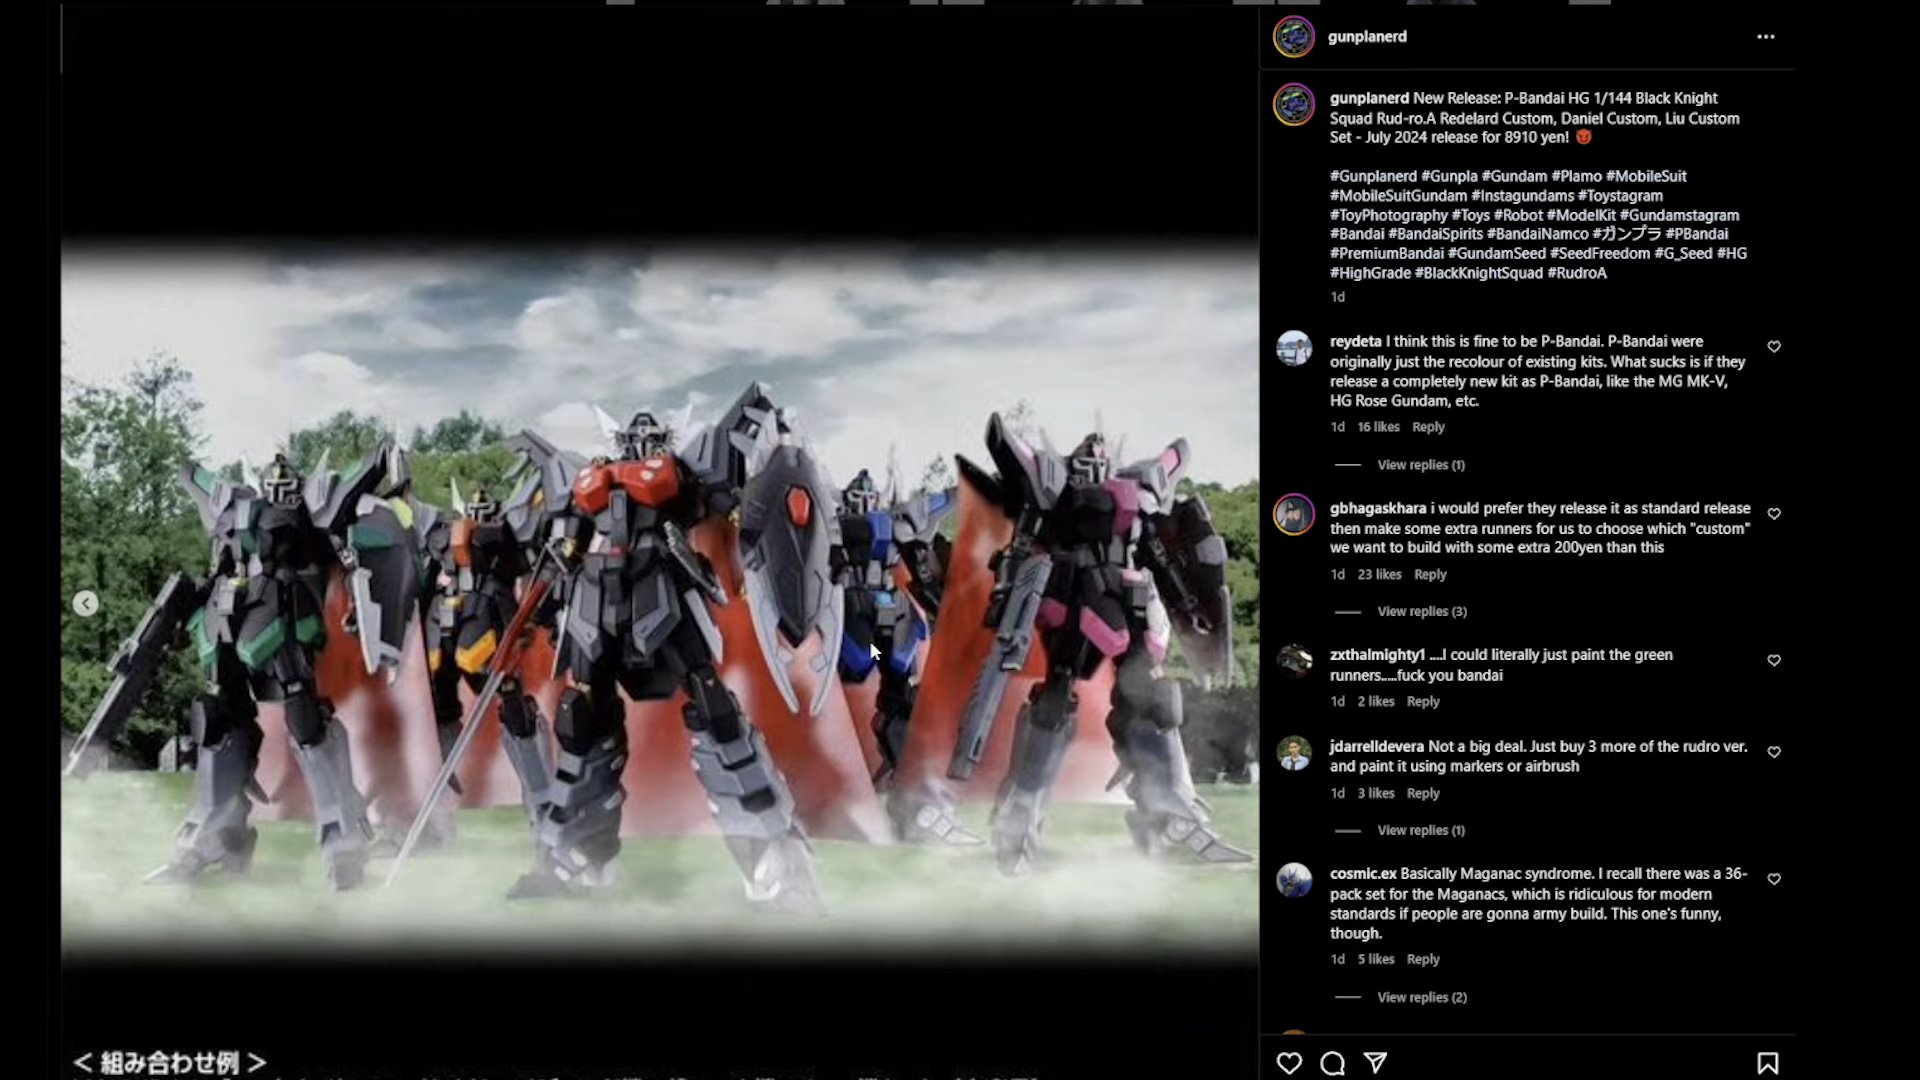 gunplanerd
gunplanerd New Release: P-Bandai HG 1/144 Black Knight
Squad Rud-ro.A Redelard Custom, Daniel Custom, Liu Custom
Set - July 2024 release for 8910 yen! 😈
#Gunplanerd #Gunpla #Gundam #Plamo #MobileSuit
#MobileSuitGundam #Instagundams #Toystagram
#ToyPhotography #Toys #Robot #ModelKit #Gundamstagram
#Bandai #BandaiSpirits #BandaiNamco #ガンプラ #PBandai
#PremiumBandai #GundamSeed #SeedFreedom #G_Seed #HG
#HighGrade #BlackKnightSquad #RudroA
1d
reydeta I think this is fine to be P-Bandai. P-Bandai were
originally just the recolour of existing kits. What sucks is if they
release a completely new kit as P-Bandai, like the MG MK-V,
HG Rose Gundam, etc.
1d 16 likes Reply
View replies (1)
gbhagaskhara i would prefer they release it as standard release
then make some extra runners for us to choose which "custom"
we want to build with some extra 200yen than this
1d 23 likes Reply
View replies (3)
zxthalmighty1 ....I could literally just paint the green
runners.....fuck you bandai
1d 2 likes Reply
jdarrelldevera Not a big deal. Just buy 3 more of the rudro ver.
and paint it using markers or airbrush
1d 3 likes Reply
View replies (1)
cosmic.ex Basically Maganac syndrome. I recall there was a 36-
pack set for the Maganacs, which is ridiculous for modern
standards if people are gonna army build. This one's funny,
though.
1d 5 likes Reply
View replies (2)
＜ 組み合わせ例 ＞